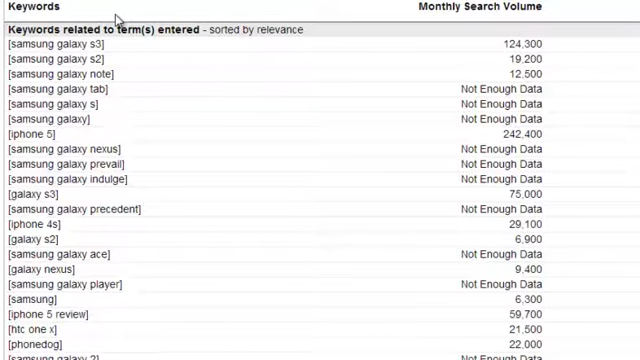 Keywords Monthly Search Volume
Keywords related to term(s) entered - sorted by relevance
[samsung galaxy s3] 124,300
[samsung galaxy s2] 19,200
[samsung galaxy note] 12,500
[samsung galaxy tab] Not Enough Data
[samsung galaxy s] Not Enough Data
[samsung galaxy] Not Enough Data
[iphone 5] 242,400
[samsung galaxy nexus] Not Enough Data
[samsung galaxy prevail] Not Enough Data
[samsung galaxy indulge] Not Enough Data
[galaxy s3] 75,000
[samsung galaxy precedent] Not Enough Data
[iphone 4s] 29,100
[galaxy s2] 6,900
[samsung galaxy ace] Not Enough Data
[galaxy nexus] 9,400
[samsung galaxy player] Not Enough Data
[samsung] 6,300
[iphone 5 review] 59,700
[htc one x] 21,500
[phonedog] 22,000
[samsung galaxy 2] Not Enough Data